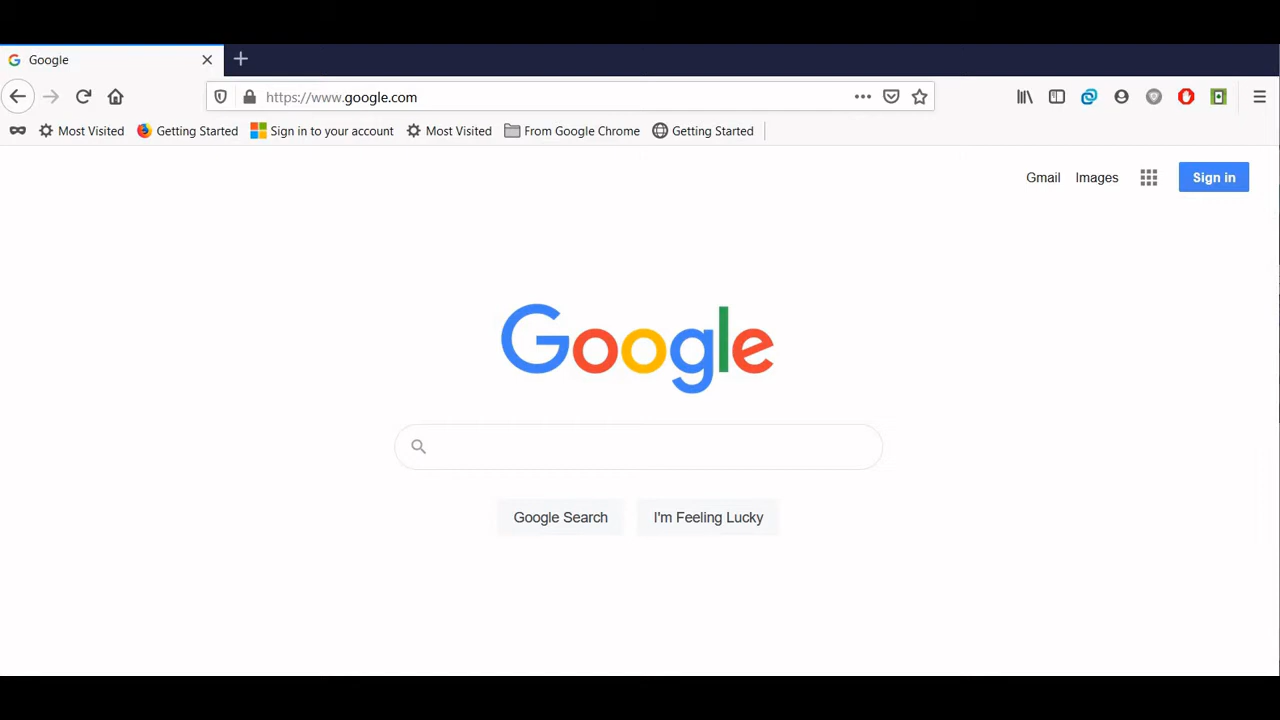 Google
https://www.google.com
Most Visited Getting Started Sign in to your account Most Visited From Google Chrome Getting Started
Gmail Images Sign in
Google
Google Search I'm Feeling Lucky